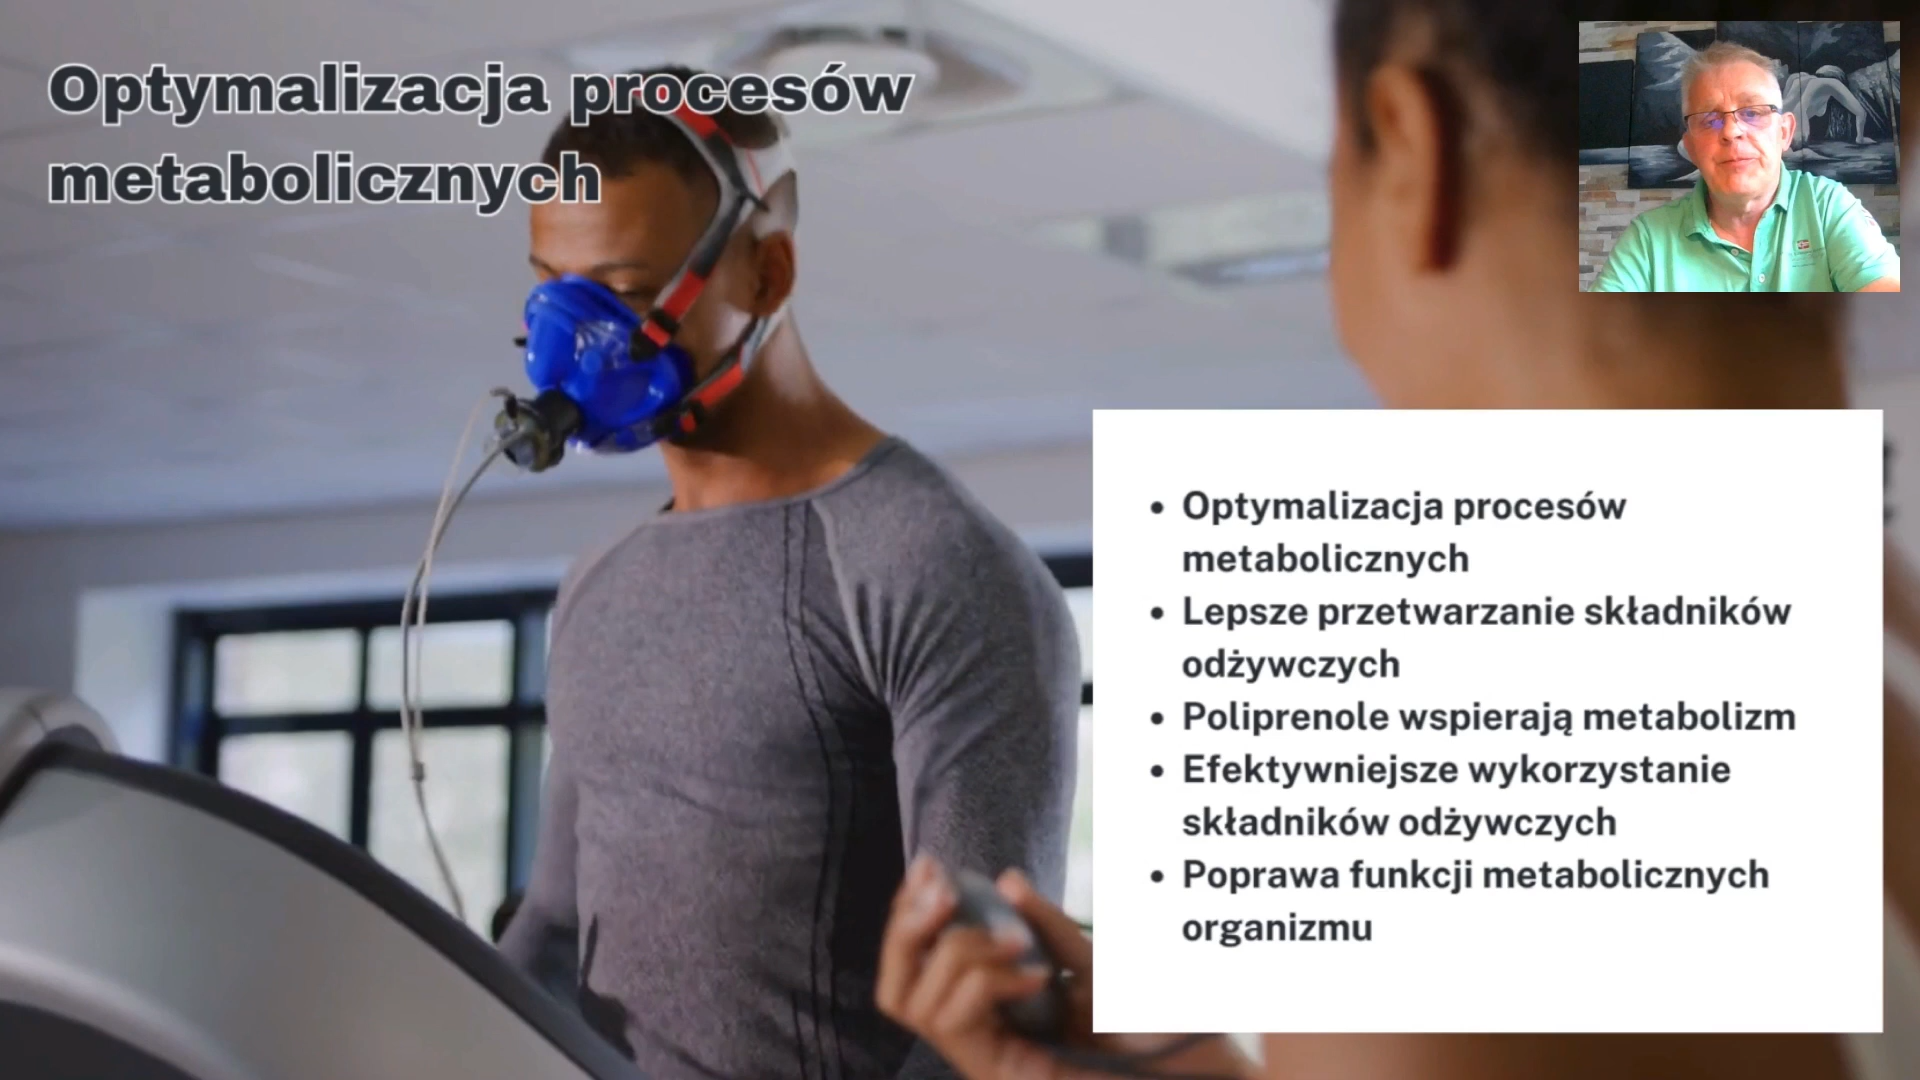 Optymalizacja procesów
metabolicznych
• Optymalizacja procesów
metabolicznych
• Lepsze przetwarzanie składników
odżywczych
• Poliprenole wspierają metabolizm
• Efektywniejsze wykorzystanie
składników odżywczych
• Poprawa funkcji metabolicznych
organizmu